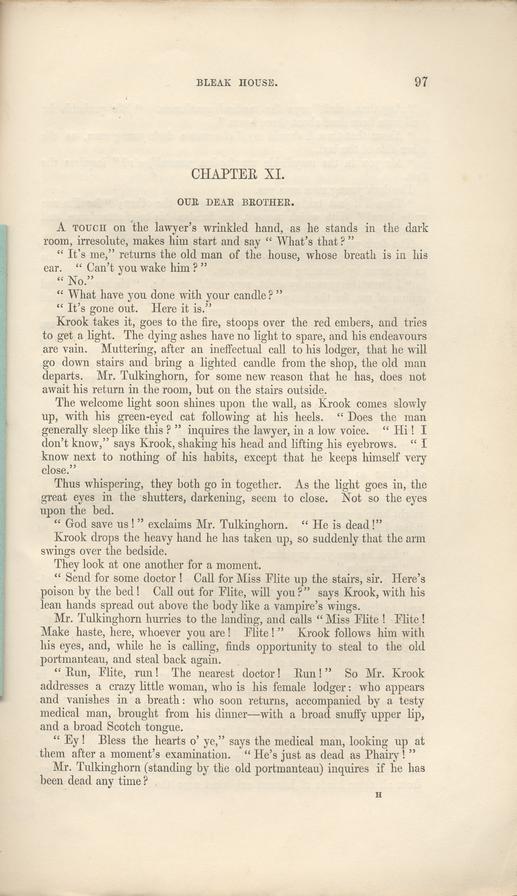 BLEAK HOUSE. 97
CHAPTER XI.
OUR DEAR BROTHER.
A TOUCH on the lawyer's wrinkled hand, as he stands in the dark
room, irresolute, makes him start and say “ What's that ? ”
“ It's me,” returns the old man of the house, whose breath is in his
ear. “ Can't you wake him ? ”
“ No.”
“ What have you done with your candle ? ”
“ It's gone out. Here it is.”
Krook takes it, goes to the fire, stoops over the red embers, and tries
to get a light. The dying ashes have no light to spare, and his endeavours
are vain. Muttering, after an ineffectual call to his lodger, that he will
go down stairs and bring a lighted candle from the shop, the old man
departs. Mr. Tulkinghorn, for some new reason that he has, does not
await his return in the room, but on the stairs outside.
The welcome light soon shines upon the wall, as Krook comes slowly
up, with his green-eyed cat following at his heels. “ Does the man
generally sleep like this ? ” inquires the lawyer, in a low voice. “ Hi ! I
don't know,” says Krook, shaking his head and lifting his eyebrows. “ I
know next to nothing of his habits, except that he keeps himself very
close.”
Thus whispering, they both go in together. As the light goes in, the
great eyes in the shutters, darkening, seem to close. Not so the eyes
upon the bed.
“ God save us ! ” exclaims Mr. Tulkinghorn. “ He is dead !”
Krook drops the heavy hand he has taken up, so suddenly that the arm
swings over the bedside.
They look at one another for a moment.
“ Send for some doctor ! Call for Miss Flite up the stairs, sir. Here's
poison by the bed ! Call out for Flite, will you ?” says Krook, with his
lean hands spread out above the body like a vampire's wings.
Mr. Tulkinghorn hurries to the landing, and calls “ Miss Flite ! Flite !
Make haste, here, whoever you are ! Flite ! ” Krook follows him with
his eyes, and, while he is calling, finds opportunity to steal to the old
portmanteau, and steal back again.
“ Run, Flite, run ! The nearest doctor ! Run ! ” So Mr. Krook
addresses a crazy little woman, who is his female lodger : who appears
and vanishes in a breath : who soon returns, accompanied by a testy
medical man, brought from his dinner—with a broad snuffy upper lip,
and a broad Scotch tongue.
“ Ey ! Bless the hearts o' ye,” says the medical man, looking up at
them after a moment's examination. “ He's just as dead as Phairy ! ”
Mr. Tulkinghorn (standing by the old portmanteau) inquires if he has
been dead any time ?
H